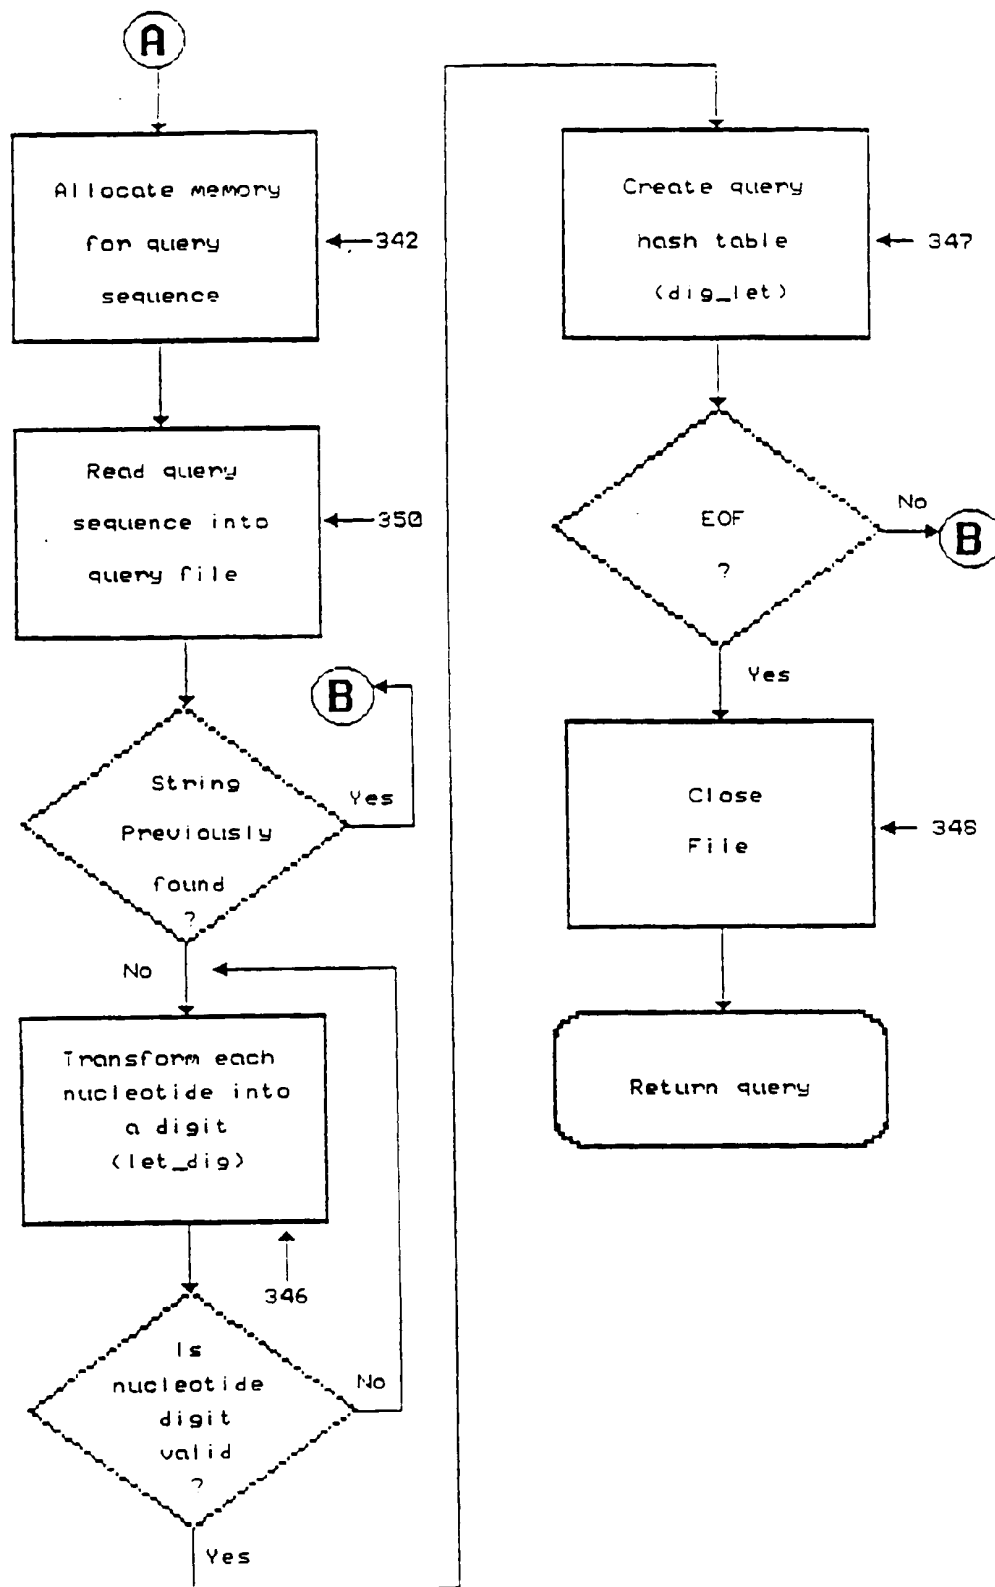 A
Allocate memory
for query
sequence
342
Read query
sequence into
query file
350
B
String
Previously
found
?
Yes
No
Transform each
nucleotide into
a digit
(let_dig)
346
Is
nucleotide
digit
valid
?
No
Yes
Create query
hash table
(dig_let)
347
EOF
?
No
B
Yes
Close
File
348
Return query